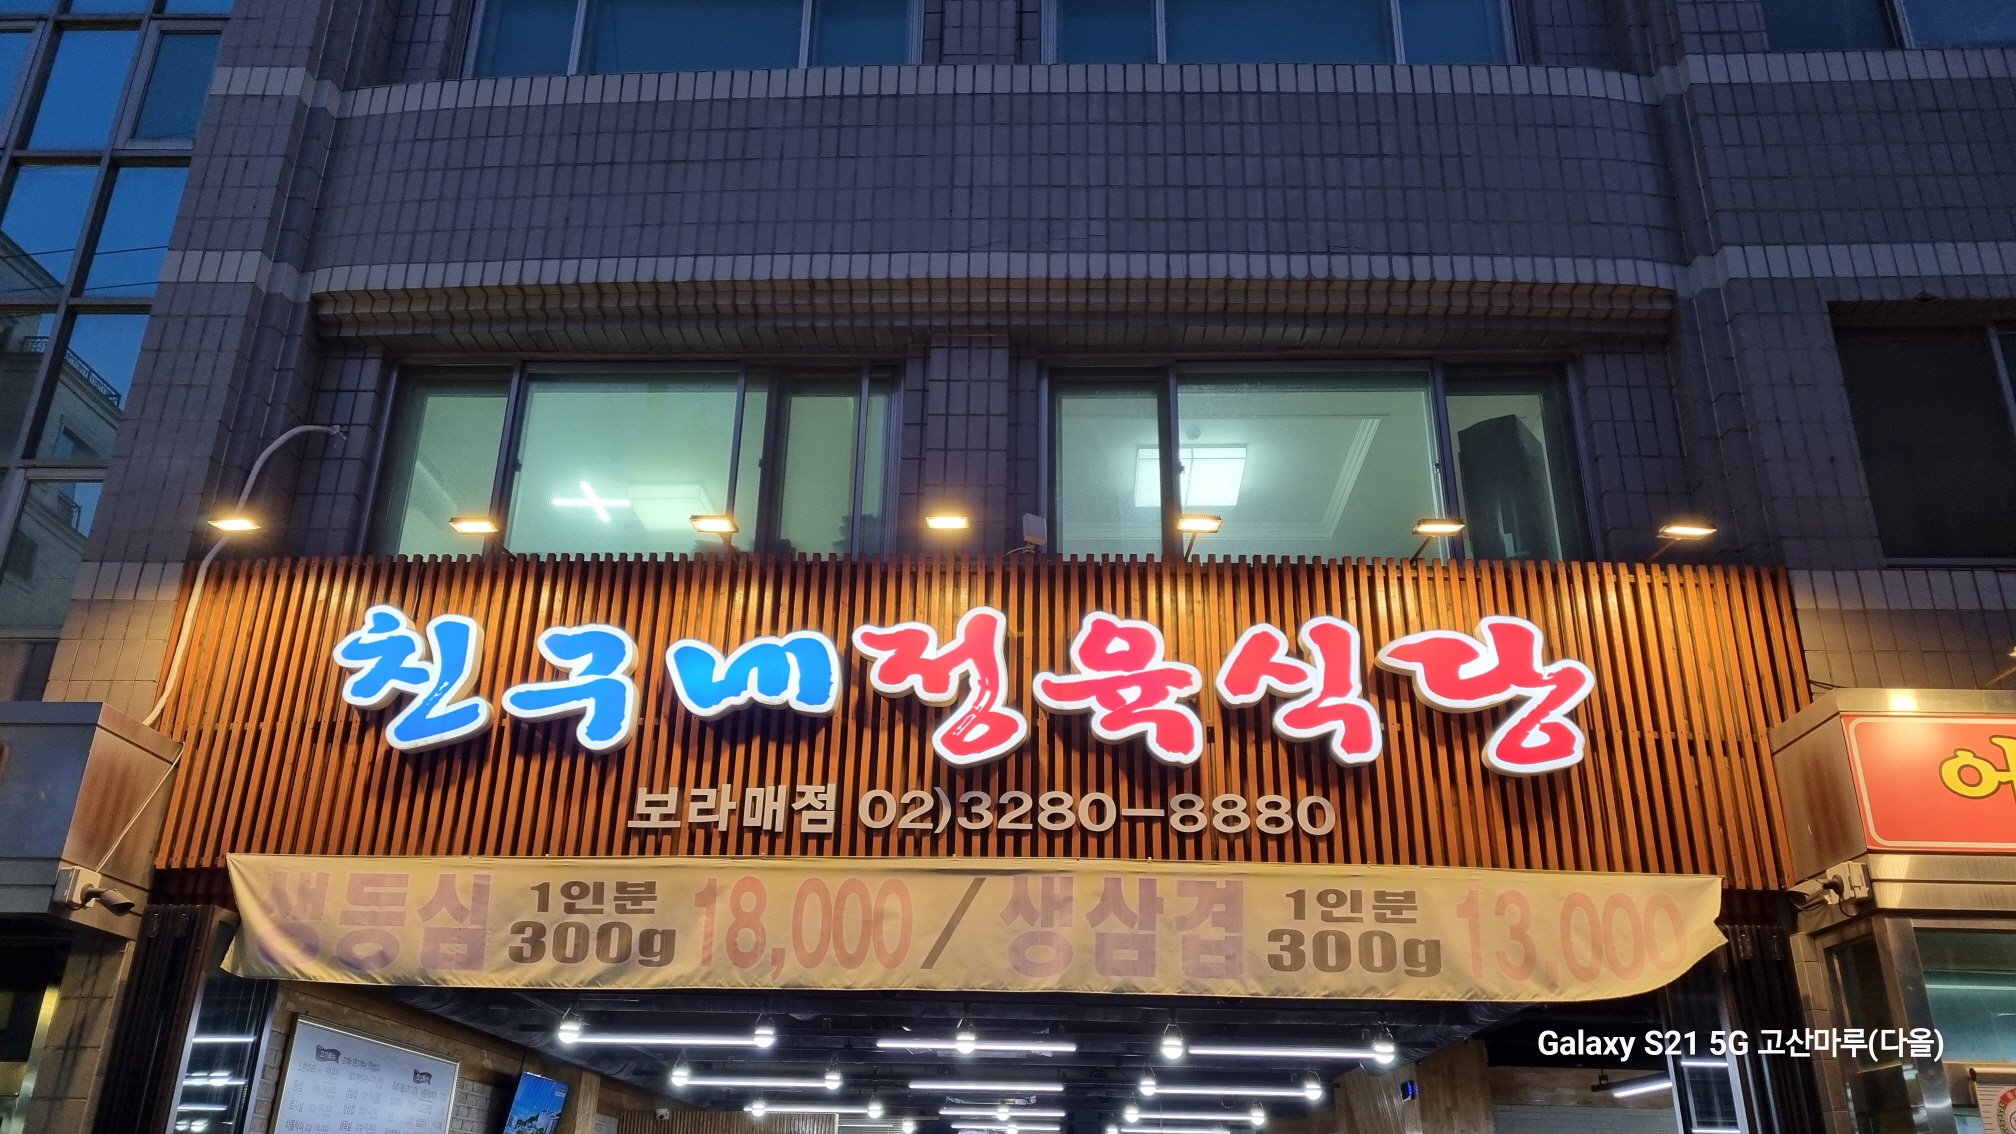 친구네정육식당
보라매점 02)3280-8880
생등심 1인분 300g 18,000 / 생삼겹 1인분 300g 13,000
Galaxy S21 5G 고산마루(다올)